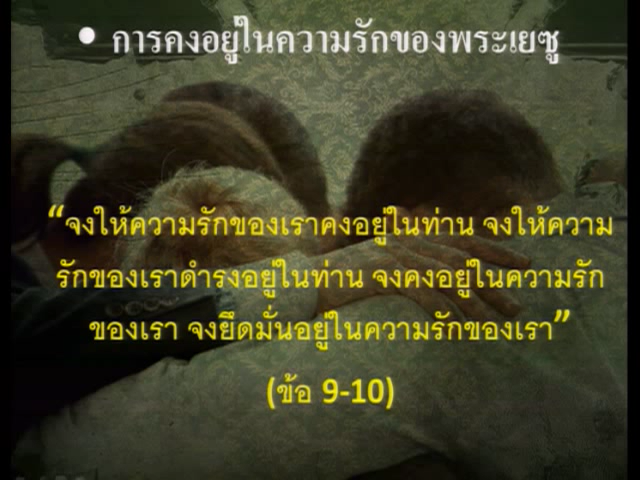 • การคงอยู่ในความรักของพระเยซู
“จงให้ความรักของเราคงอยู่ในท่าน จงให้ความ
รักของเราดำรงอยู่ในท่าน จงคงอยู่ในความรัก
ของเรา จงยึดมั่นอยู่ในความรักของเรา”
(ข้อ 9-10)